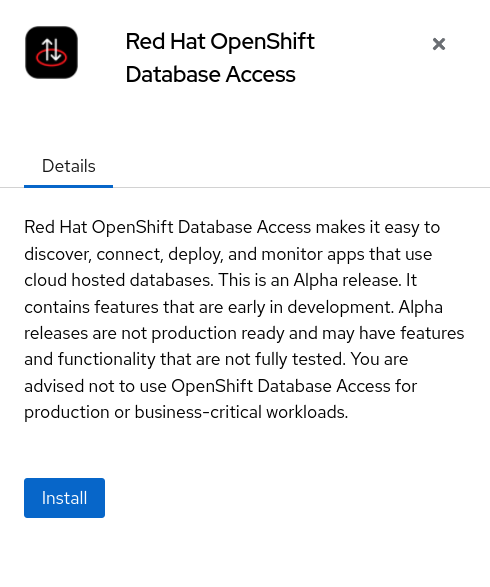 Red Hat OpenShift
Database Access
Details
Red Hat OpenShift Database Access makes it easy to
discover, connect, deploy, and monitor apps that use
cloud hosted databases. This is an Alpha release. It
contains features that are early in development. Alpha
releases are not production ready and may have features
and functionality that are not fully tested. You are
advised not to use OpenShift Database Access for
production or business-critical workloads.
Install